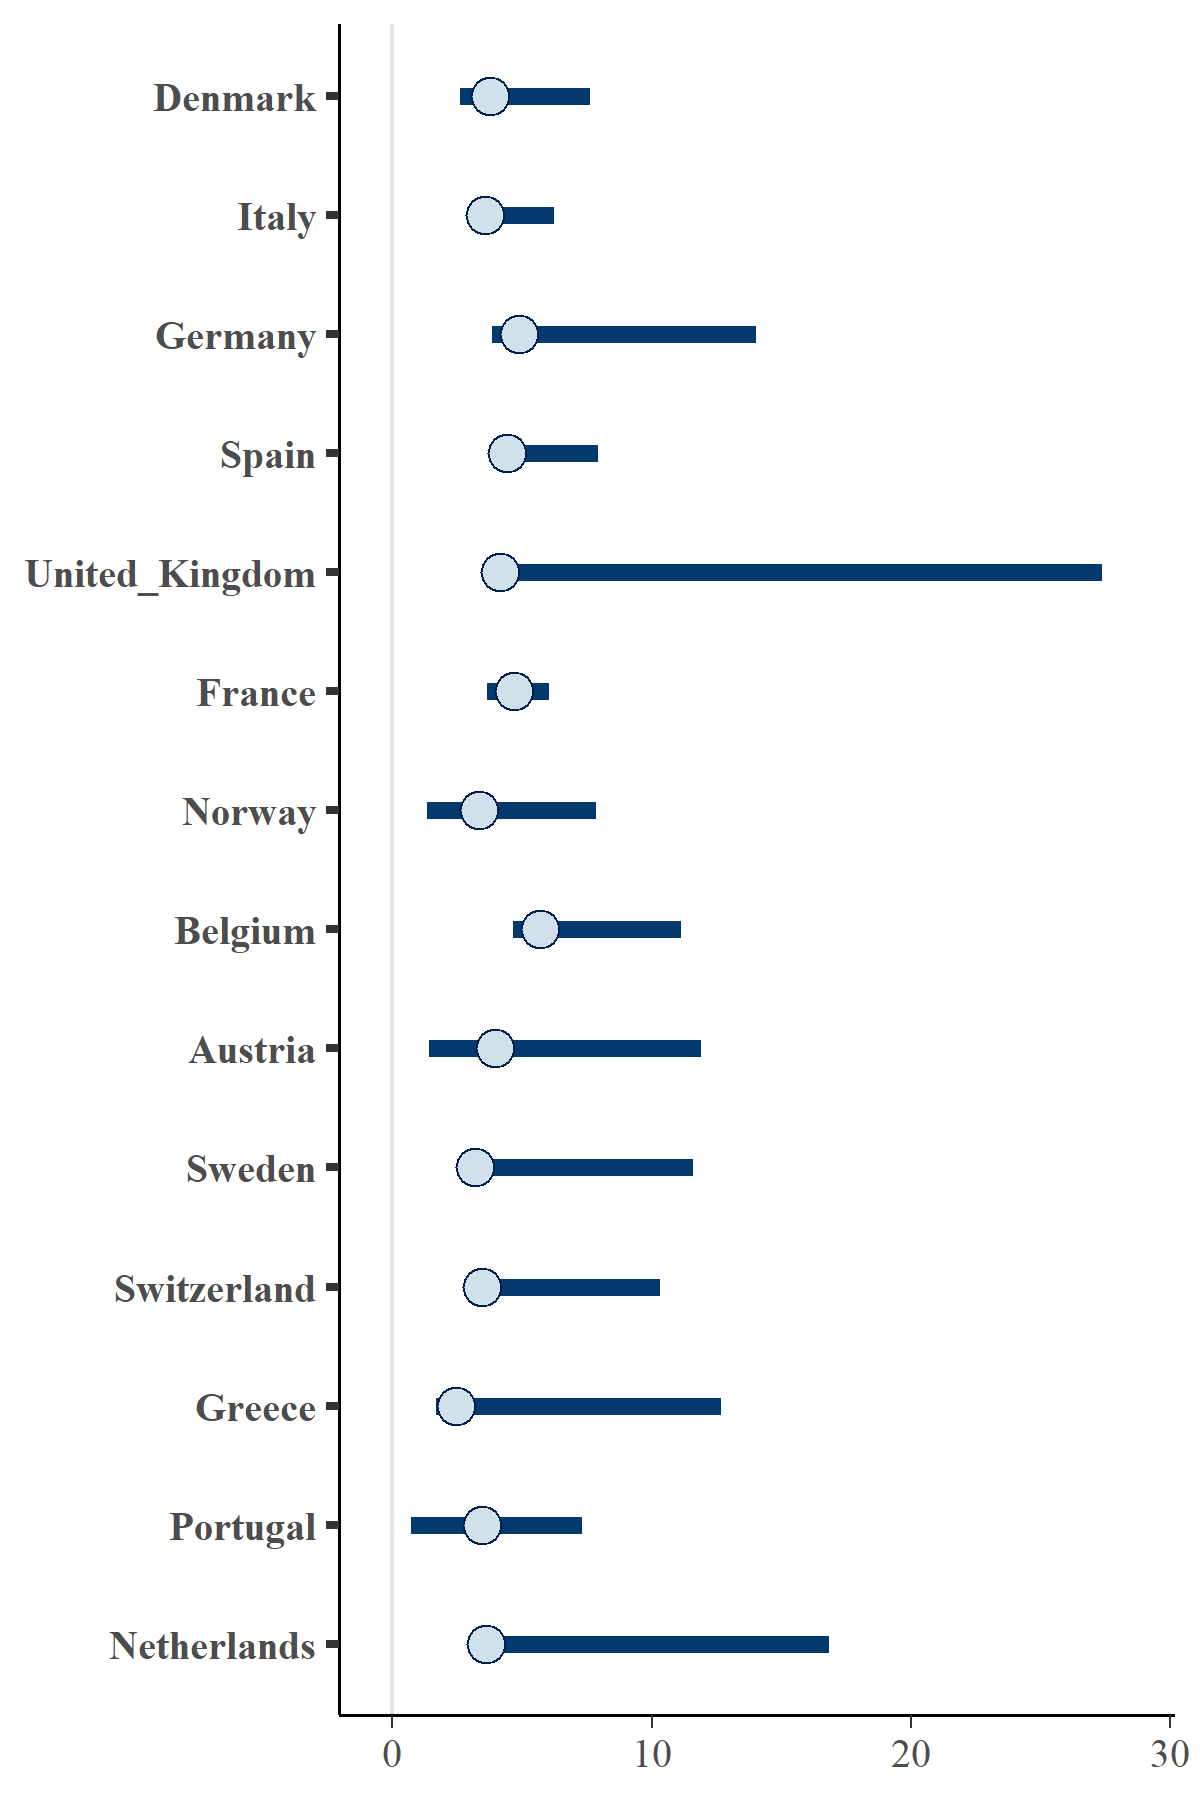 Denmark
Italy
Germany
Spain
United_Kingdom
France
Norway
Belgium
Austria
Sweden
Switzerland
Greece
Portugal
Netherlands
0 10 20 30